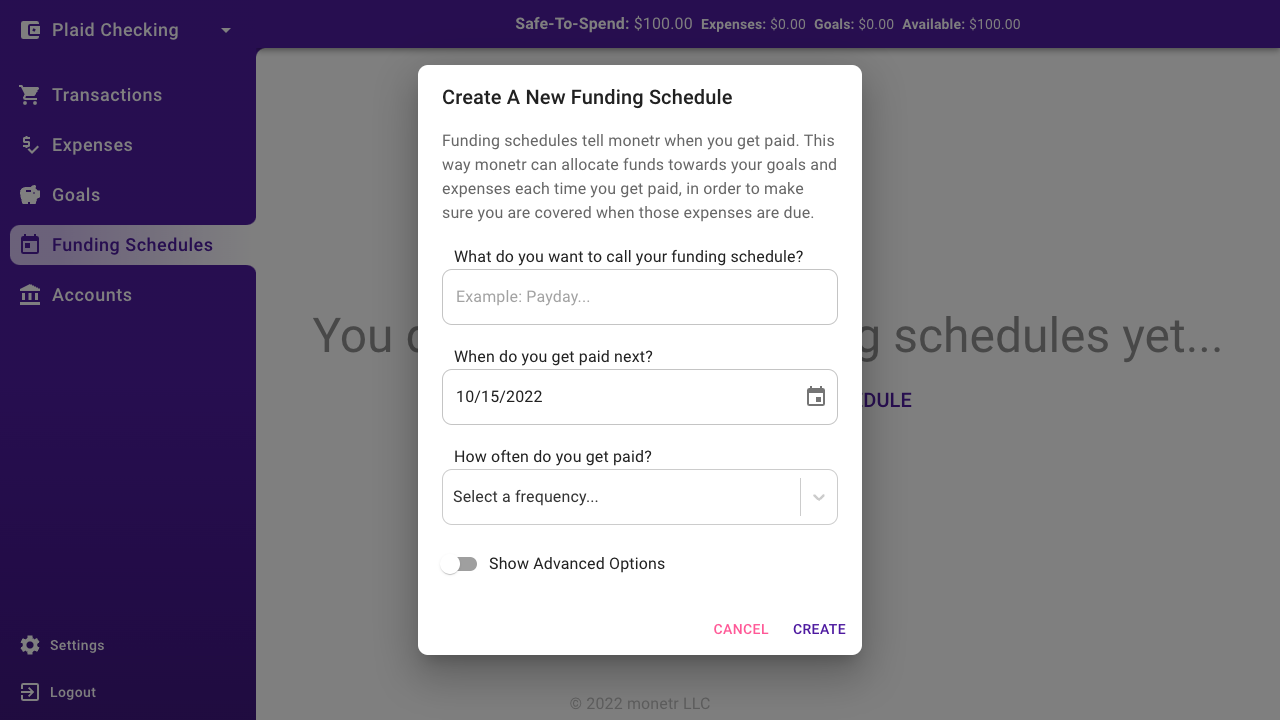 Plaid Checking
Safe-To-Spend: $100.00 Expenses: $0.00 Goals: $0.00 Available: $100.00
Transactions
Expenses
Goals
Funding Schedules
Accounts
Settings
Logout
Create A New Funding Schedule
Funding schedules tell monetr when you get paid. This
way monetr can allocate funds towards your goals and
expenses each time you get paid, in order to make
sure you are covered when those expenses are due.
What do you want to call your funding schedule?
Example: Payday...
When do you get paid next?
10/15/2022
How often do you get paid?
Select a frequency...
Show Advanced Options
CANCEL CREATE
You schedules yet...
© 2022 monetr LLC